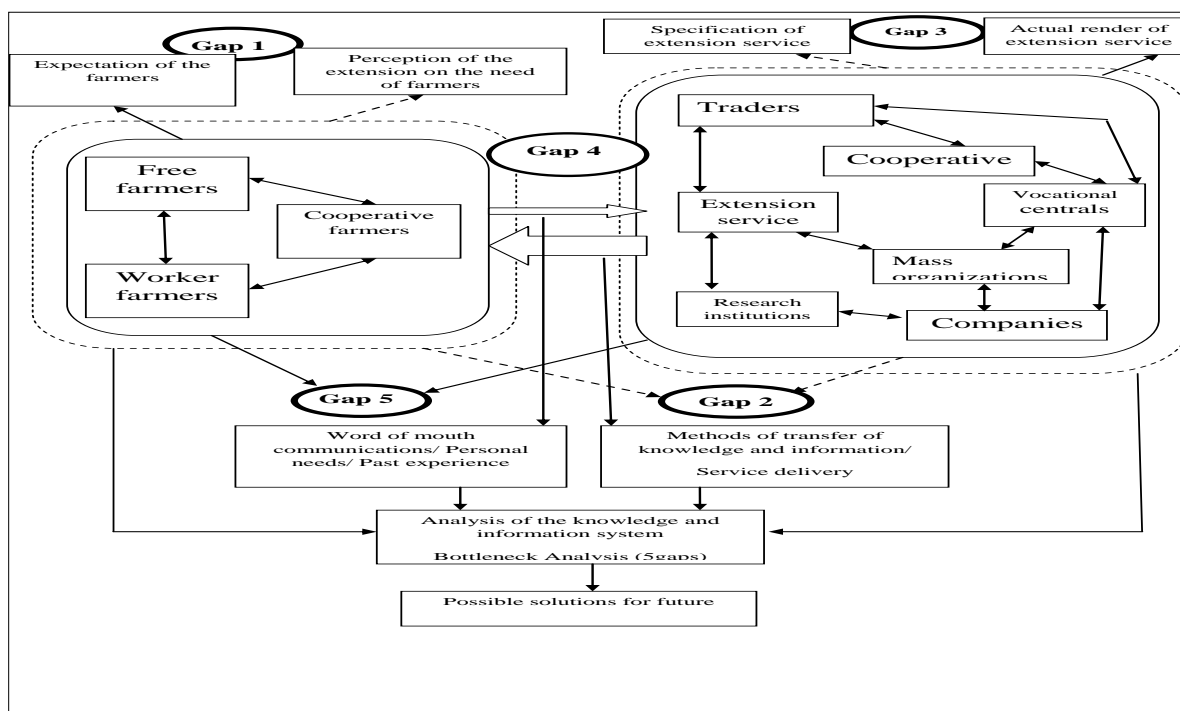 Gap 1
Expectation of the
farmers
Perception of the
extension on the need
of farmers
Specification of
extension service
Gap 3
Actual render of
extension service
Gap 4
Free
farmers
Cooperative
farmers
Worker
farmers
Traders
Cooperative
Vocational
centrals
Extension
service
Mass
organizations
Research
institutions
Companies
Gap 5
Gap 2
Word of mouth
communications/ Personal
needs/ Past experience
Methods of transfer of
knowledge and information/
Service delivery
Analysis of the knowledge and
information system
Bottleneck Analysis (5gaps)
Possible solutions for future